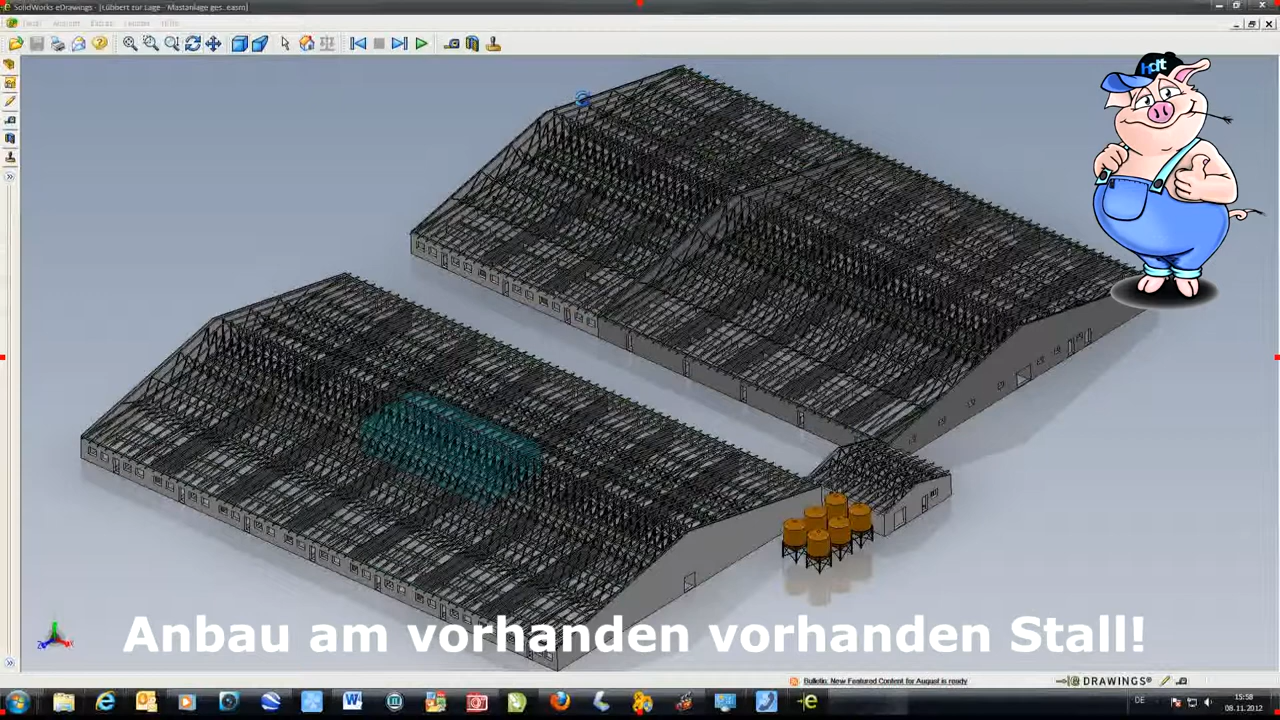 SolidWorks eDrawings - [Lübbert zur Lage - Mastanlage ges..easm]
hdt
Anbau am vorhanden vorhanden Stall!
Bulletin: New Featured Content for August is ready
DRAWINGS®
DE
15:58
08.11.2012